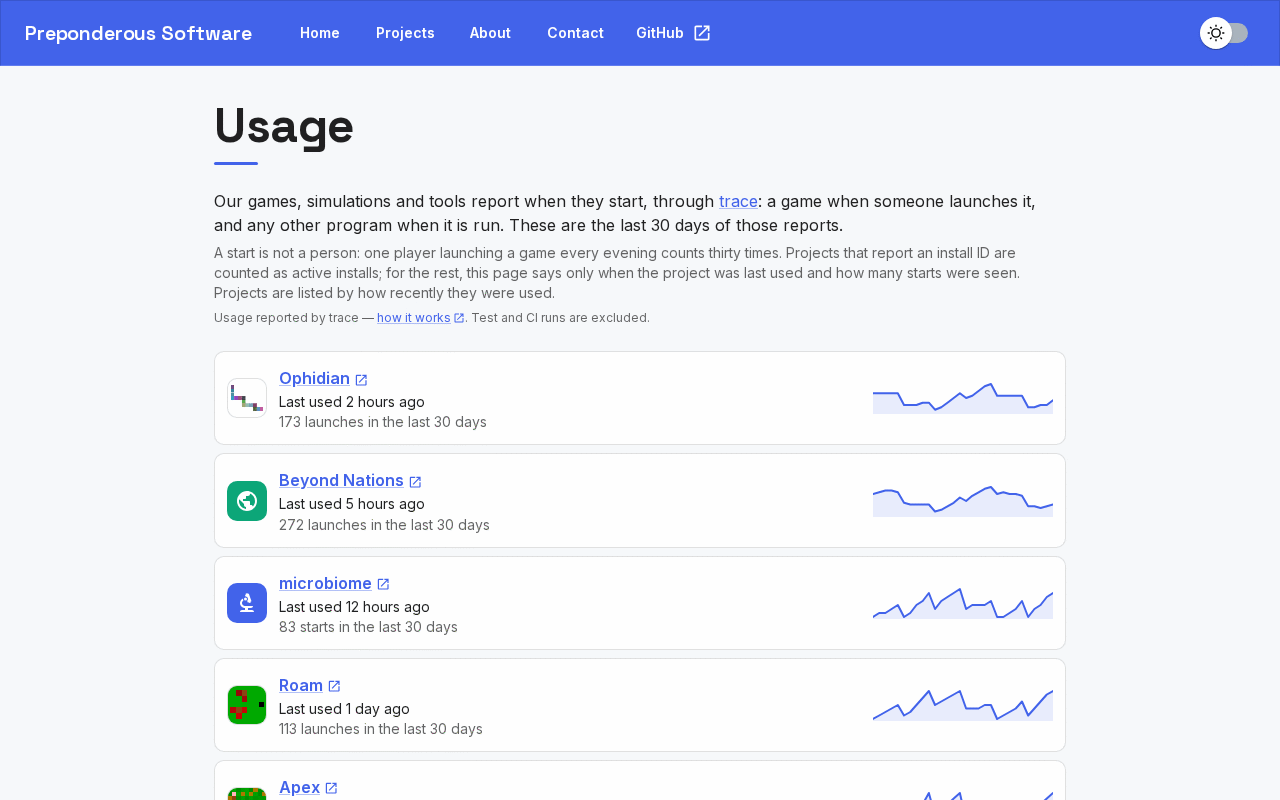 Preponderous Software
Home
Projects
About
Contact
GitHub
Usage
Our games, simulations and tools report when they start, through trace: a game when someone launches it,
and any other program when it is run. These are the last 30 days of those reports.
A start is not a person: one player launching a game every evening counts thirty times. Projects that report an install ID are
counted as active installs; for the rest, this page says only when the project was last used and how many starts were seen.
Projects are listed by how recently they were used.
Usage reported by trace — how it works. Test and CI runs are excluded.
Ophidian
Last used 2 hours ago
173 launches in the last 30 days
Beyond Nations
Last used 5 hours ago
272 launches in the last 30 days
microbiome
Last used 12 hours ago
83 starts in the last 30 days
Roam
Last used 1 day ago
113 launches in the last 30 days
Apex